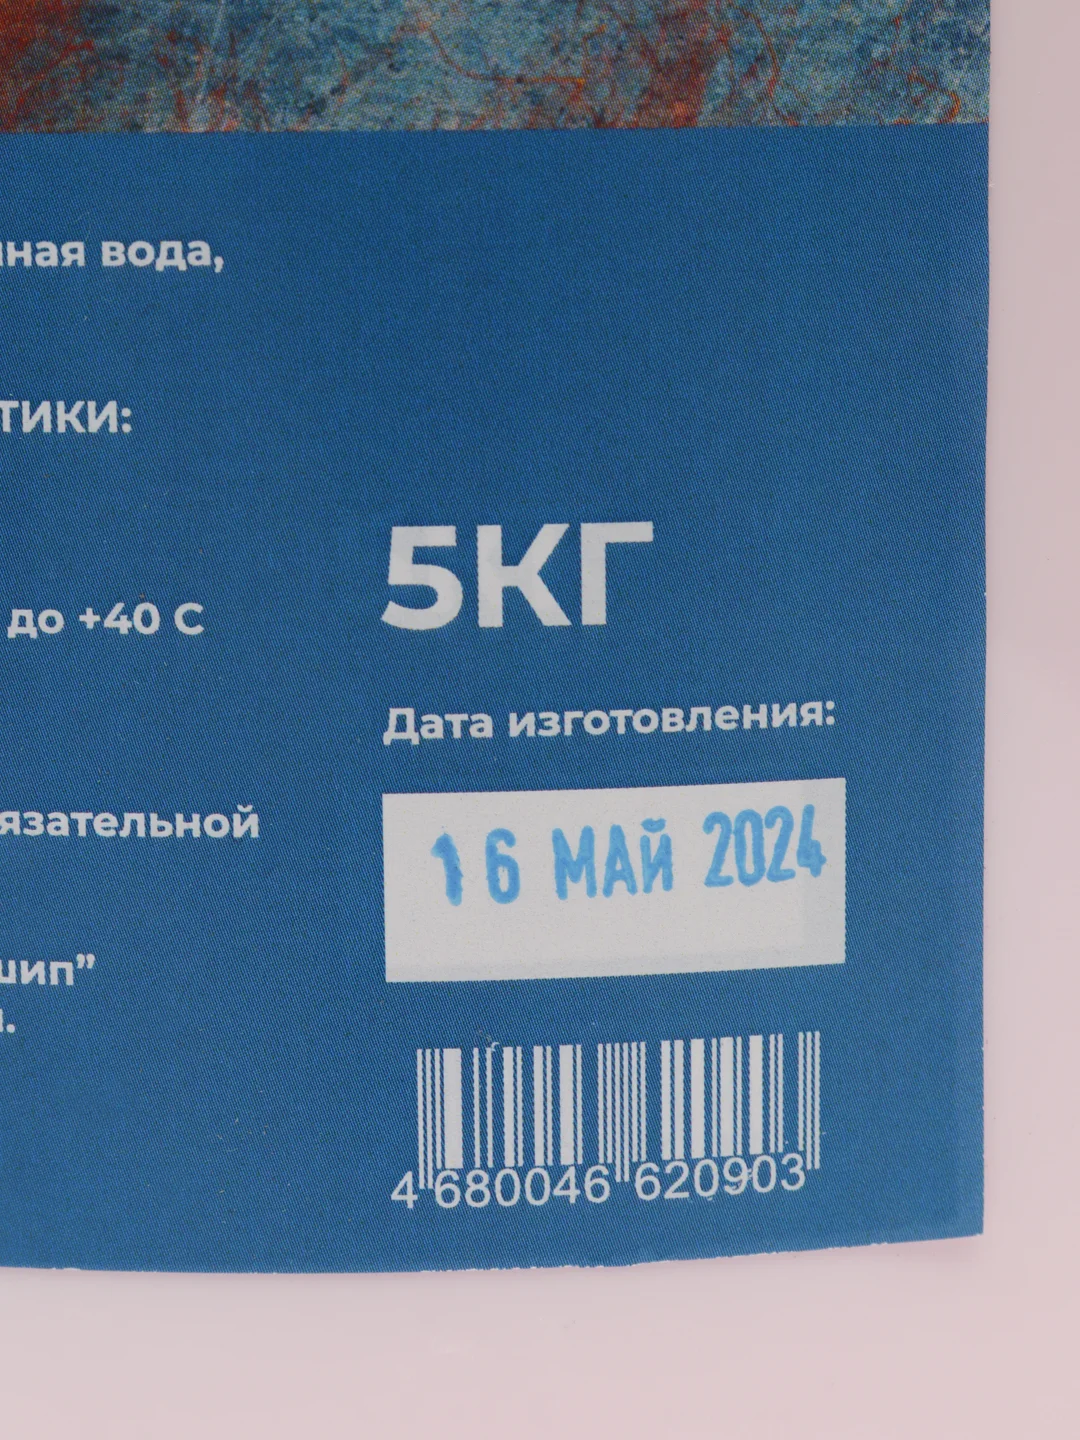 нная вода,
тики:
5КГ
до +40 С
Дата изготовления:
язательной
16 МАЙ 2024
шип”
4 680046 620903